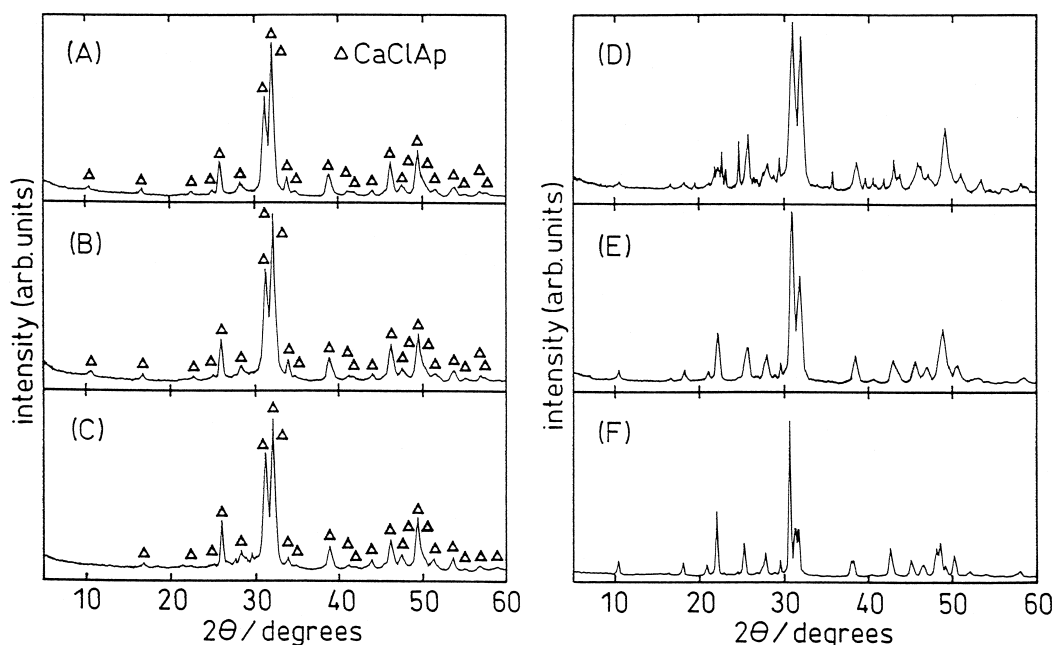 (A)
△ CaClAp
(B)
(C)
intensity (arb.units)
10 20 30 40 50 60
2θ/degrees
(D)
(E)
(F)
intensity (arb.units)
10 20 30 40 50 60
2θ/degrees